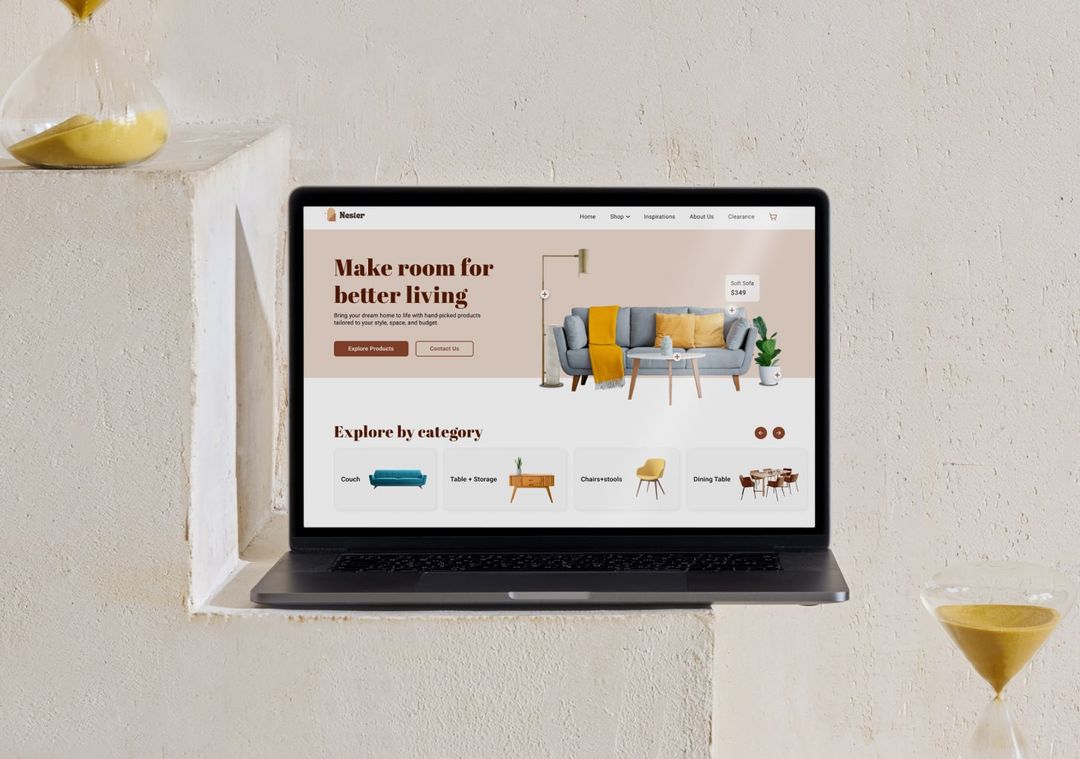 Nester
Home Shop Inspirations About Us Clearance
Make room for
better living
Bring your dream home to life with hand-picked products
tailored to your style, space, and budget.
Explore Products Contact Us
Soft Sofa
$349
Explore by category
Couch Table + Storage Chairs+stools Dining Table